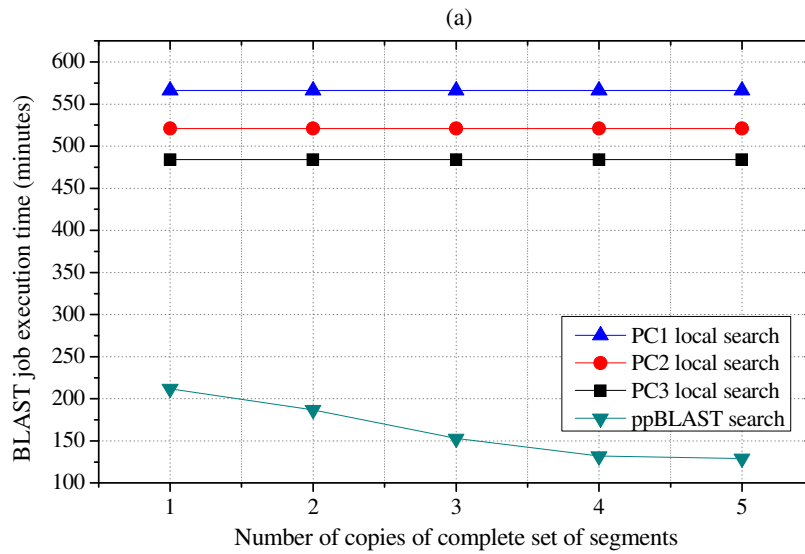 (a)
BLAST job execution time (minutes)
600
550
500
450
400
350
300
250
200
150
100
PC1 local search
PC2 local search
PC3 local search
ppBLAST search
1 2 3 4 5
Number of copies of complete set of segments